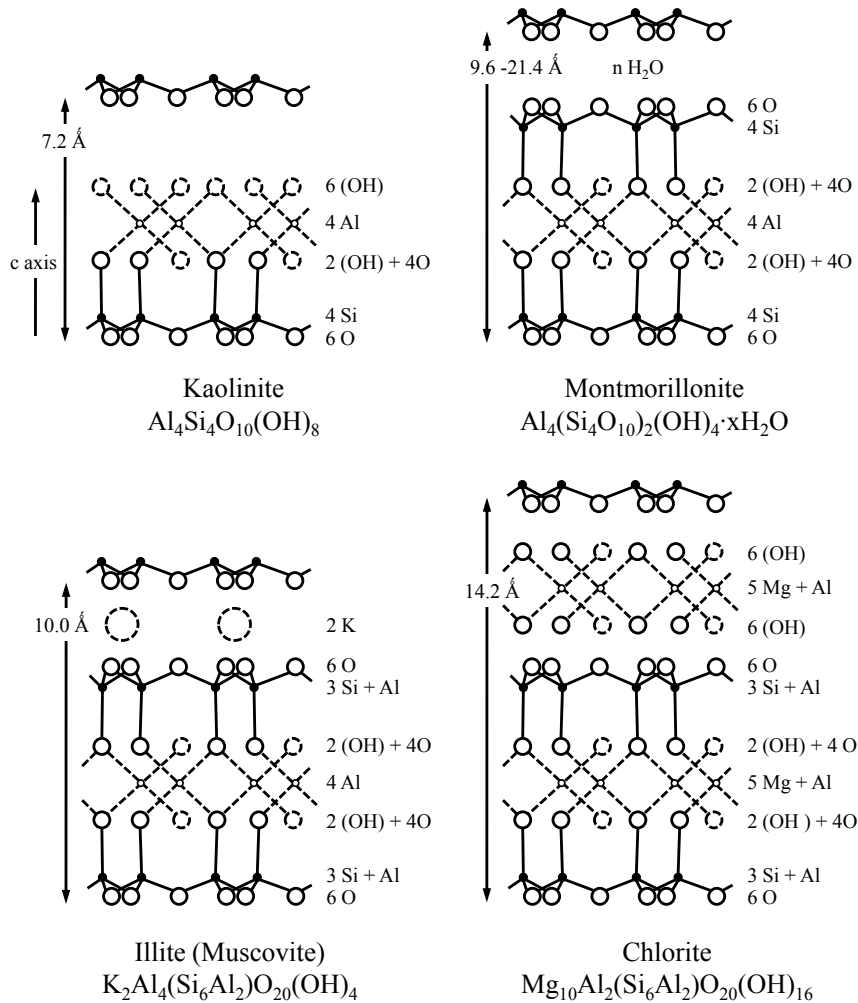 7.2 Å
c axis
6 (OH)
4 Al
2 (OH) + 4O
4 Si
6 O
Kaolinite
Al₄Si₄O₁₀(OH)₈
9.6 -21.4 Å
n H₂O
6 O
4 Si
2 (OH) + 4O
4 Al
2 (OH) + 4O
4 Si
6 O
Montmorillonite
Al₄(Si₄O₁₀)₂(OH)₄·xH₂O
10.0 Å
2 K
6 O
3 Si + Al
2 (OH) + 4O
4 Al
2 (OH) + 4O
3 Si + Al
6 O
Illite (Muscovite)
K₂Al₄(Si₆Al₂)O₂₀(OH)₄
14.2 Å
6 (OH)
5 Mg + Al
6 (OH)
6 O
3 Si + Al
2 (OH) + 4 O
5 Mg + Al
2 (OH ) + 4O
3 Si + Al
6 O
Chlorite
Mg₁₀Al₂(Si₆Al₂)O₂₀(OH)₁₆